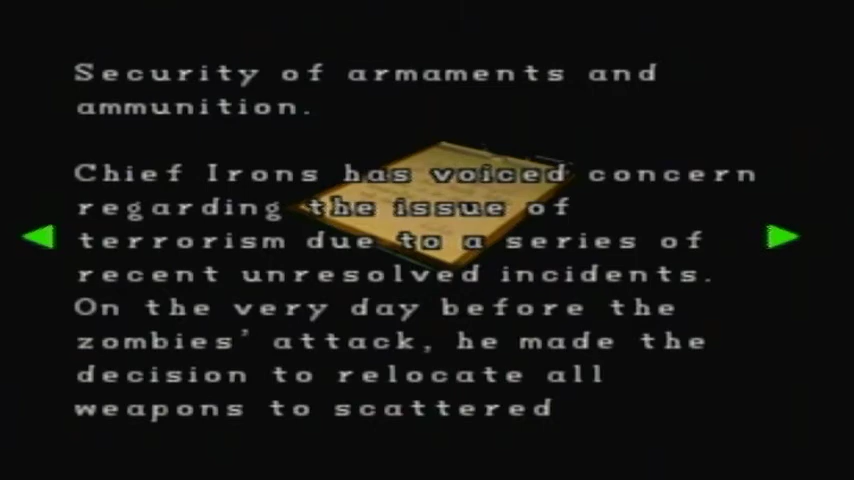 Security of armaments and
ammunition.
Chief Irons has voiced concern
regarding the issue of
terrorism due to a series of
recent unresolved incidents.
On the very day before the
zombies' attack, he made the
decision to relocate all
weapons to scattered